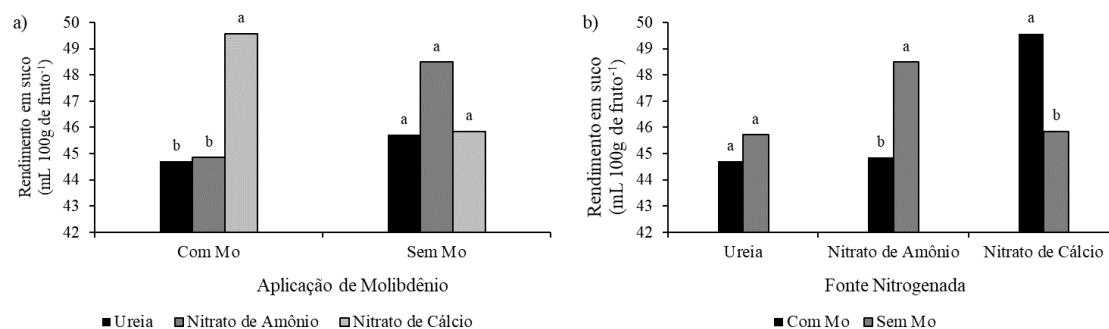 a)
Rendimento em suco
(mL 100g de fruto⁻¹)
50
49
48
47
46
45
44
43
42
b
b
a
a
a
a
Com Mo
Sem Mo
Aplicação de Molibdênio
Ureia
Nitrato de Amônio
Nitrato de Cálcio
b)
Rendimento em suco
(mL 100g de fruto⁻¹)
50
49
48
47
46
45
44
43
42
a
a
b
a
a
b
Ureia
Nitrato de Amônio
Nitrato de Cálcio
Fonte Nitrogenada
Com Mo
Sem Mo